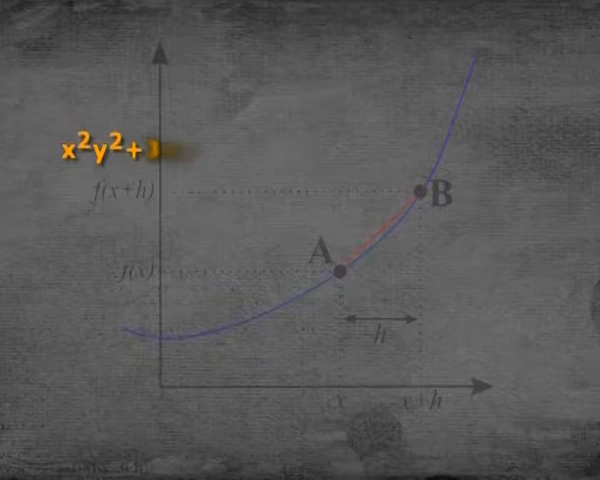 x²y²+3
f(x+h)
B
A
f(x)
h
x
x+h